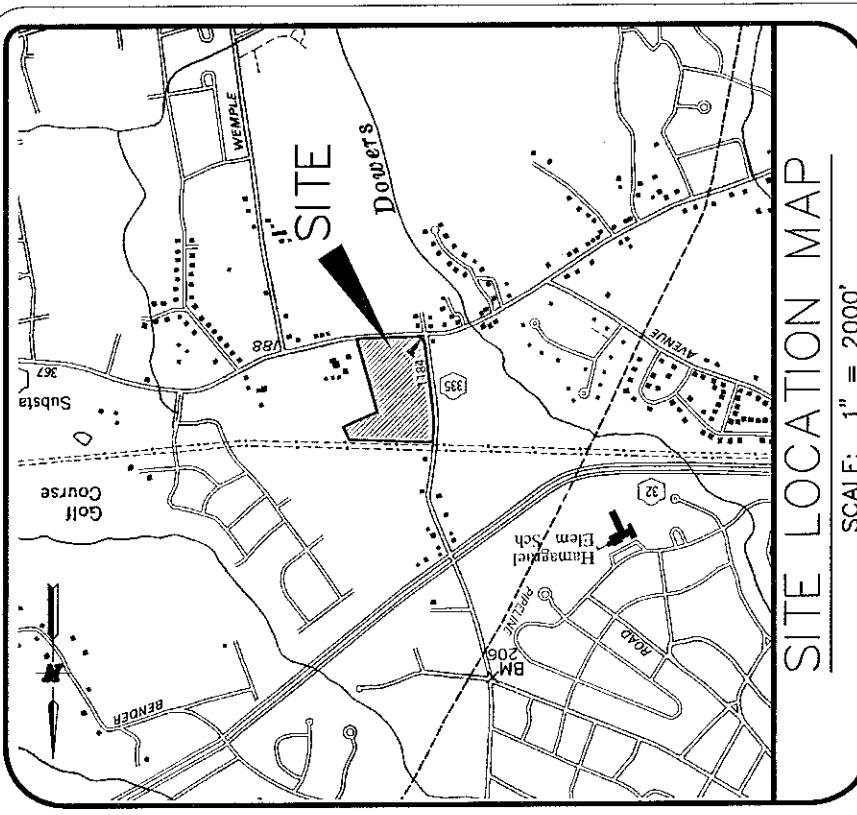 WEMPLE
SITE
Dowers
V88
367
Substa
Golf
Course
188
335
AVENUE
32
Hamagrael
Elem Sch
PIPELINE
ROAD
BM
206
BENDER
N
SITE LOCATION MAP
SCALE: 1" = 2000'